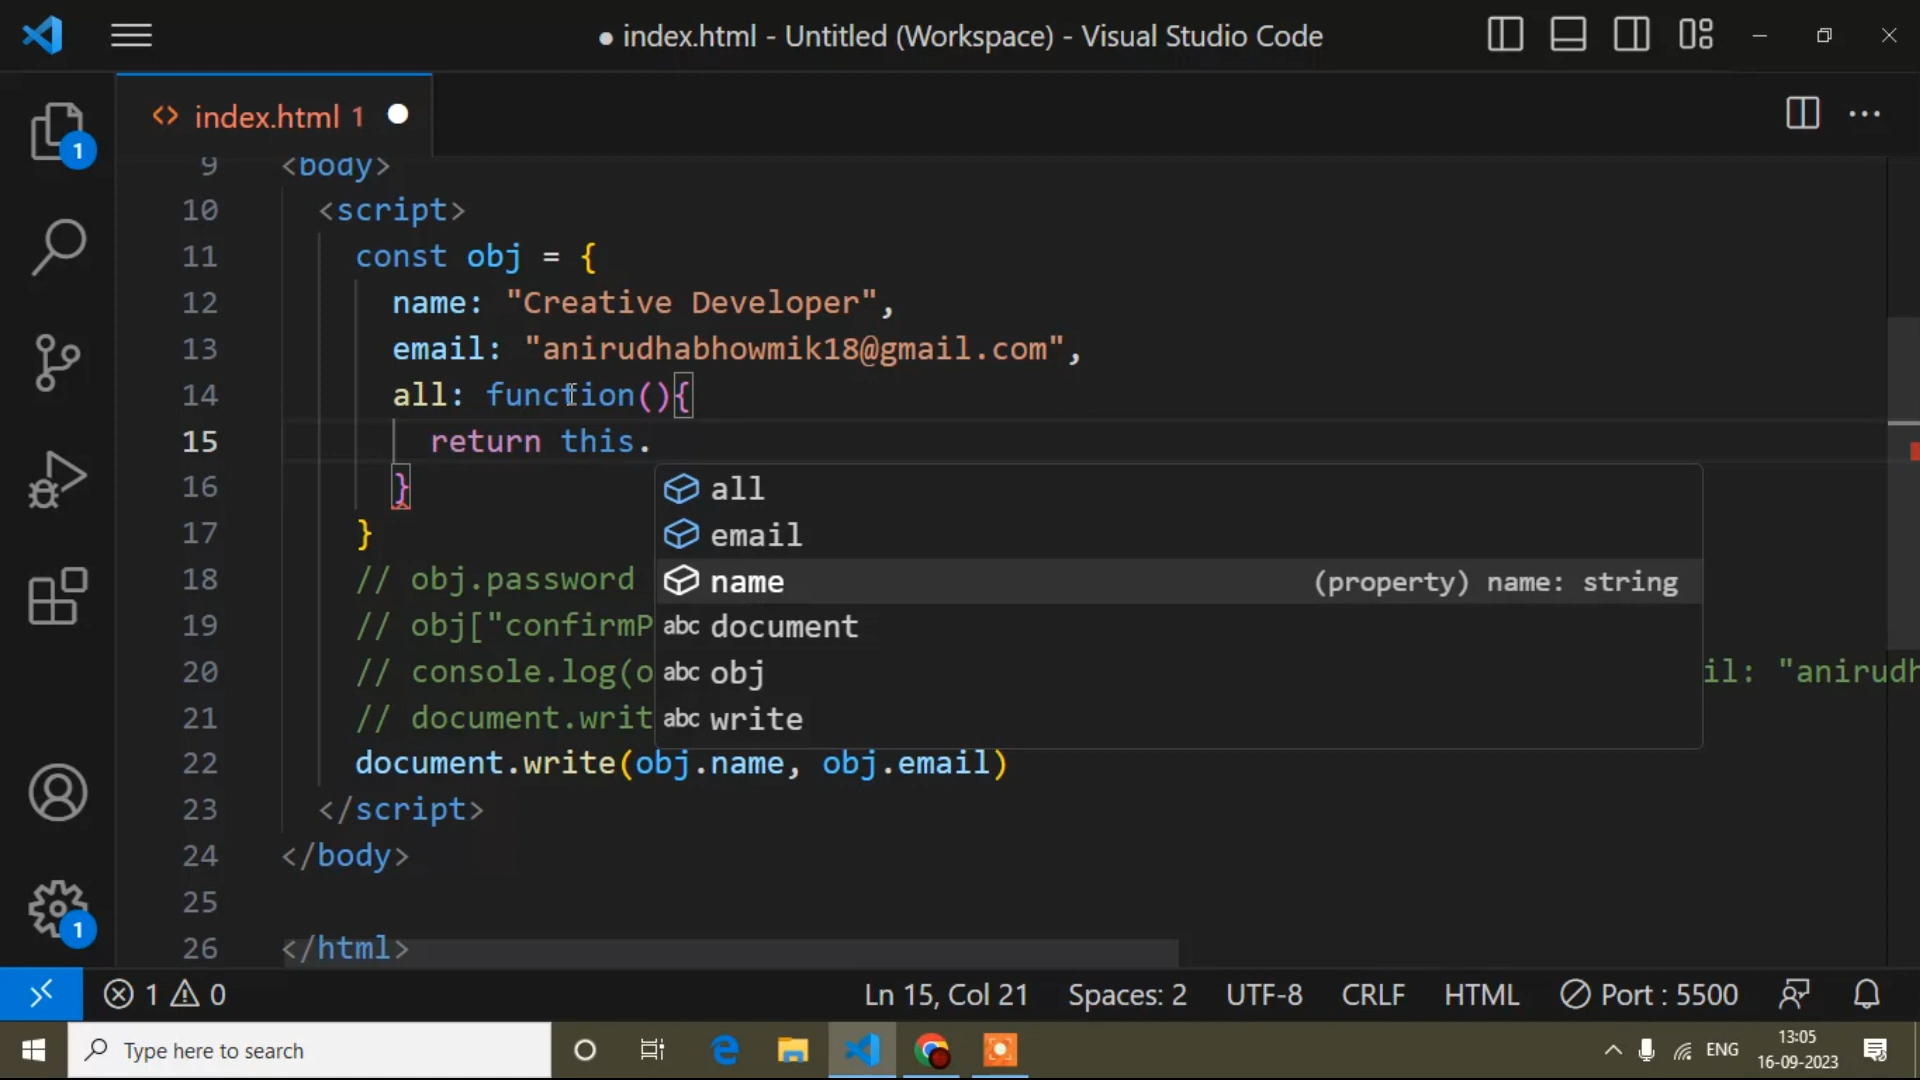 ● index.html - Untitled (Workspace) - Visual Studio Code
1
<> index.html 1
9 <body>
10 <script>
11 const obj = {
12 name: "Creative Developer",
13 email: "anirudhabhowmik18@gmail.com",
14 all: function(){
15 return this.
16 }
all
17 }
email
18 // obj.password
name (property) name: string
19 // obj["confirmP
abc document
20 // console.log(o
abc obj
il: "anirudh
21 // document.writ
abc write
22 document.write(obj.name, obj.email)
23 </script>
24 </body>
25
26 </html>
1
1 0 Ln 15, Col 21 Spaces: 2 UTF-8 CRLF HTML Port : 5500
Type here to search
ENG
13:05
16-09-2023